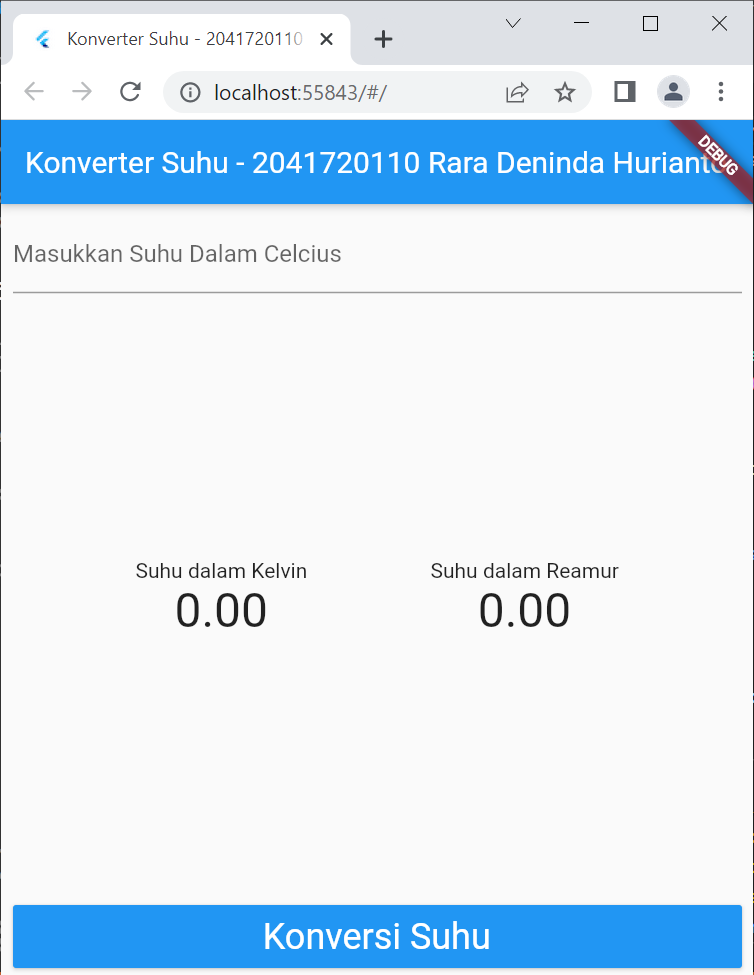 Konverter Suhu - 2041720110
localhost:55843/#/
Konverter Suhu - 2041720110 Rara Deninda Hurianto
DEBUG
Masukkan Suhu Dalam Celcius
Suhu dalam Kelvin
0.00
Suhu dalam Reamur
0.00
Konversi Suhu